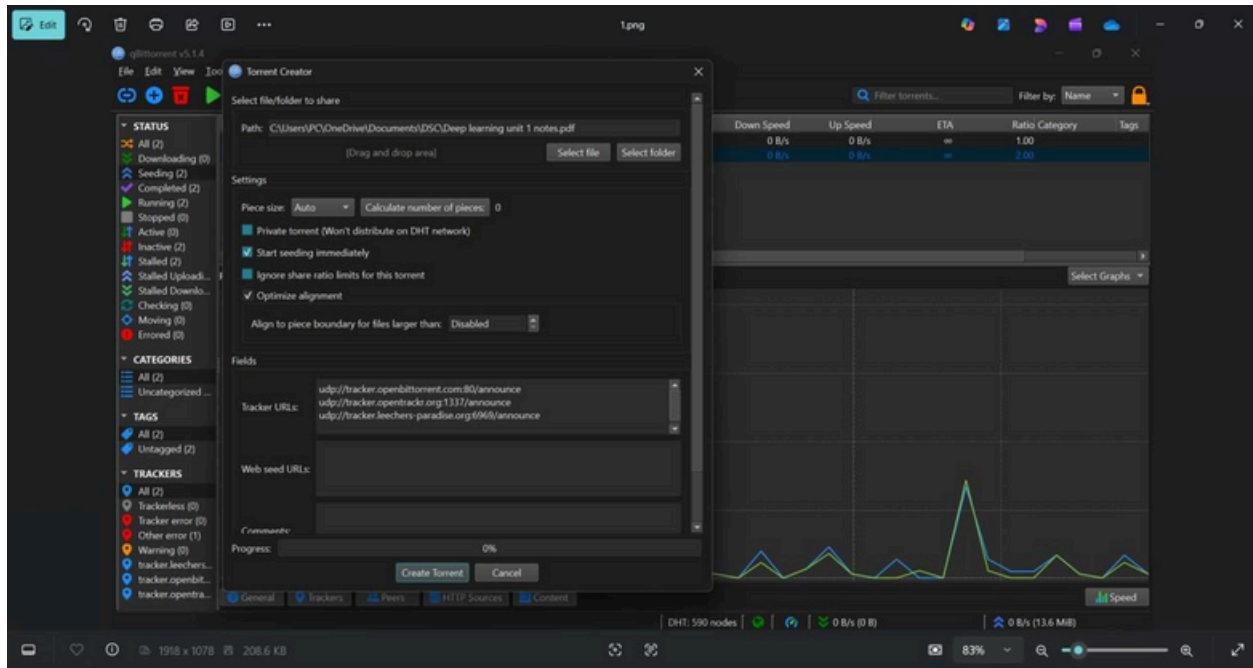 Edit
1.png
qBittorrent v5.1.4
File Edit View Too
Torrent Creator
Select file/folder to share
Path: C:\Users\PC\OneDrive\Documents\DSC\Deep learning unit 1 notes.pdf
[Drag and drop area] Select file Select folder
Settings
Piece size: Auto Calculate number of pieces: 0
Private torrent (Won't distribute on DHT network)
Start seeding immediately
Ignore share ratio limits for this torrent
Optimize alignment
Align to piece boundary for files larger than: Disabled
Fields
Tracker URLs:
udp://tracker.openbittorrent.com:80/announce
udp://tracker.opentrackr.org:1337/announce
udp://tracker.leechers-paradise.org:6969/announce
Web seed URLs:
Comments:
Progress: 0%
Create Torrent Cancel
STATUS
All (2)
Downloading (0)
Seeding (2)
Completed (2)
Running (2)
Stopped (0)
Active (0)
Inactive (2)
Stalled (2)
Stalled Uploadi...
Stalled Downlo...
Checking (0)
Moving (0)
Errored (0)
CATEGORIES
All (2)
Uncategorized ...
TAGS
All (2)
Untagged (2)
TRACKERS
All (2)
Trackerless (0)
Tracker error (0)
Other error (1)
Warning (0)
tracker.leechers...
tracker.openbit...
tracker.opentra...
Filter torrents... Filter by: Name
Down Speed Up Speed ETA Ratio Category Tags
0 B/s 0 B/s ∞ 1.00
0 B/s 0 B/s ∞ 2.00
Select Graphs
General Trackers Peers HTTP Sources Content Speed
DHT: 590 nodes 0 B/s (0 B) 0 B/s (13.6 MiB)
1918 x 1078 208.6 KB 83%